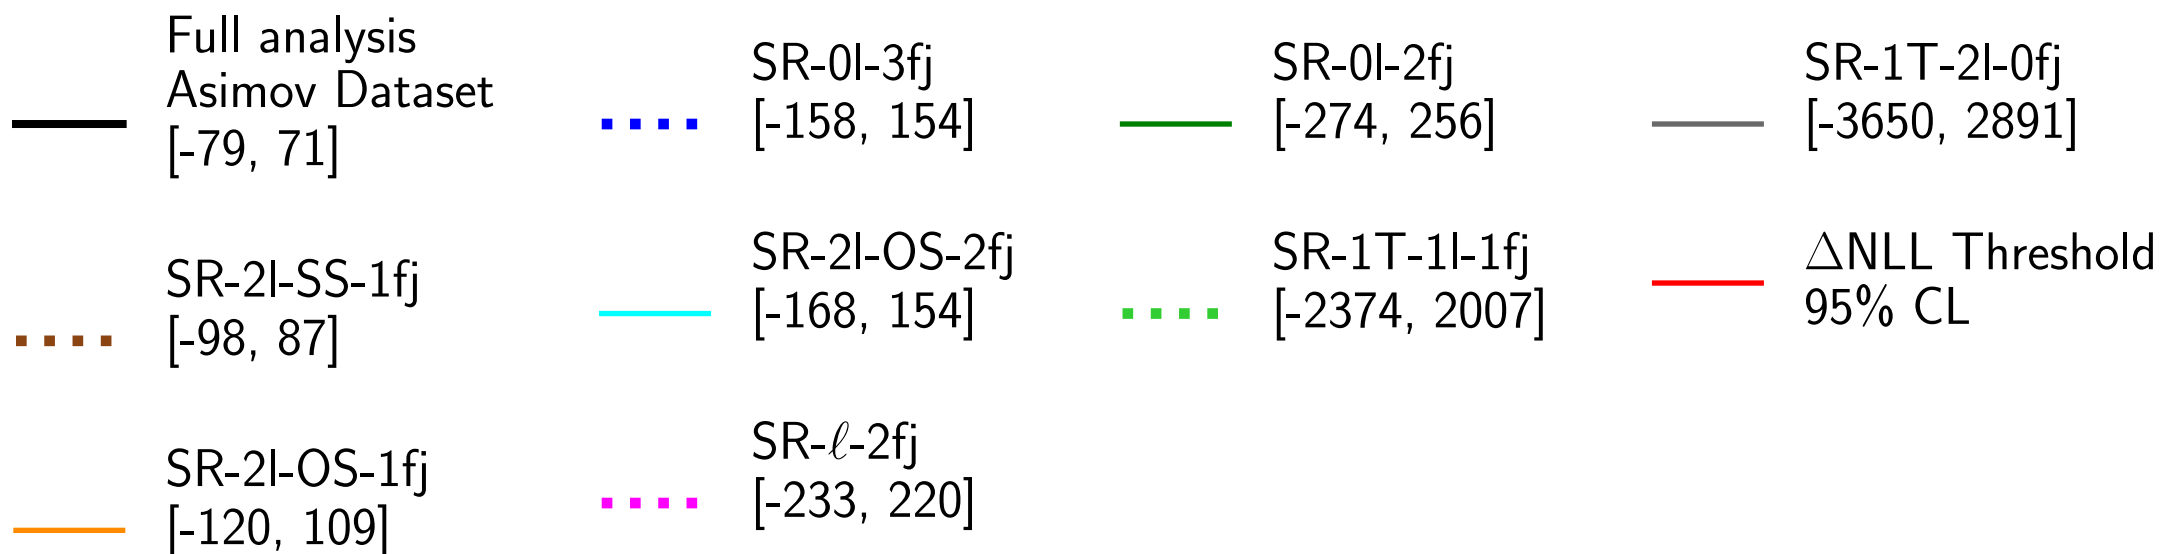 Full analysis
Asimov Dataset
[-79, 71]
SR-2l-SS-1fj
[-98, 87]
SR-2l-OS-1fj
[-120, 109]
SR-0l-3fj
[-158, 154]
SR-2l-OS-2fj
[-168, 154]
SR-ℓ-2fj
[-233, 220]
SR-0l-2fj
[-274, 256]
SR-1T-1l-1fj
[-2374, 2007]
SR-1T-2l-0fj
[-3650, 2891]
ΔNLL Threshold
95% CL